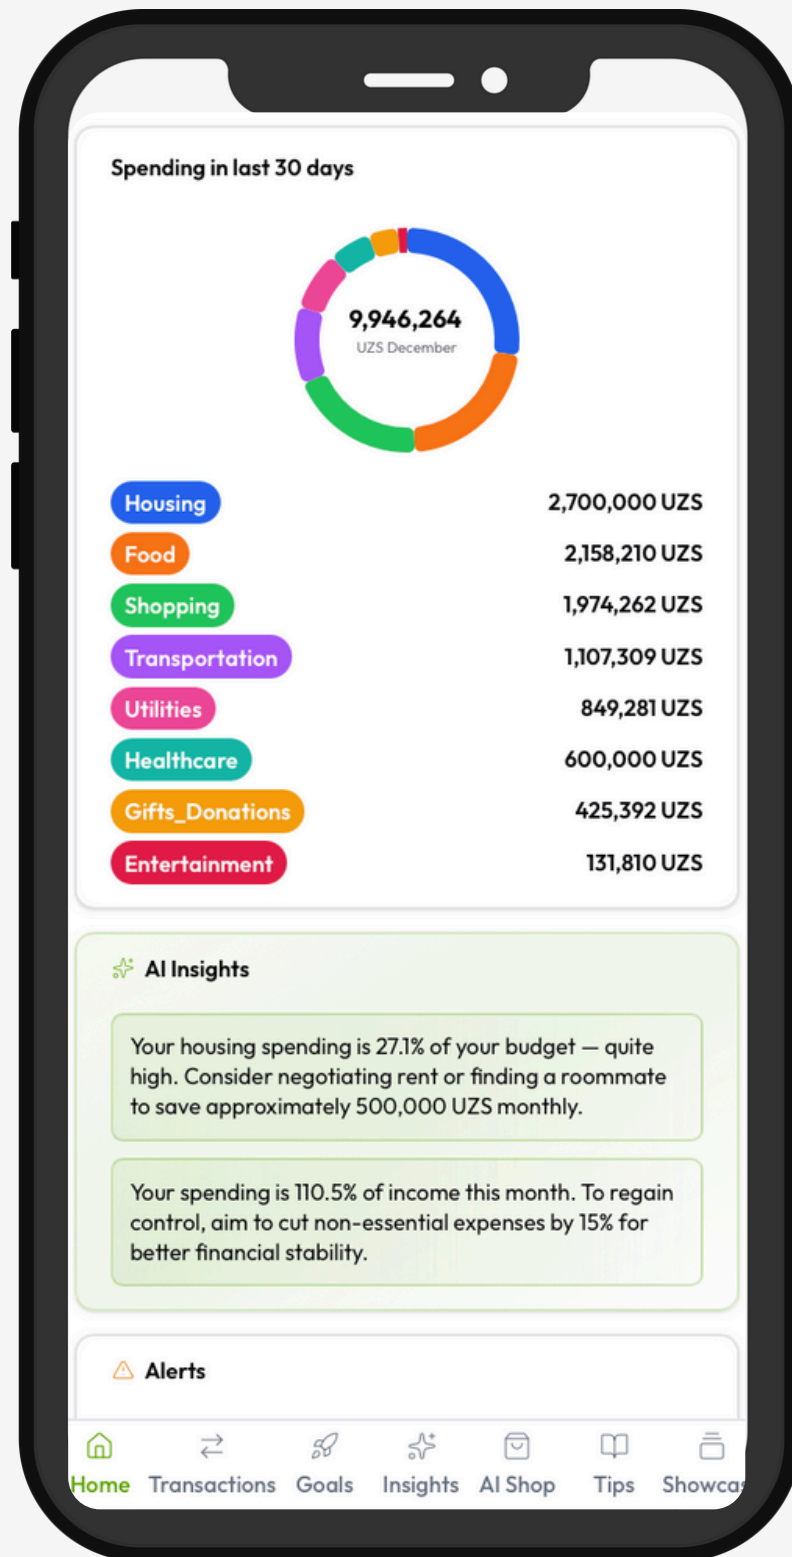 Spending in last 30 days
9,946,264
UZS December
Housing 2,700,000 UZS
Food 2,158,210 UZS
Shopping 1,974,262 UZS
Transportation 1,107,309 UZS
Utilities 849,281 UZS
Healthcare 600,000 UZS
Gifts_Donations 425,392 UZS
Entertainment 131,810 UZS
AI Insights
Your housing spending is 27.1% of your budget — quite
high. Consider negotiating rent or finding a roommate
to save approximately 500,000 UZS monthly.
Your spending is 110.5% of income this month. To regain
control, aim to cut non-essential expenses by 15% for
better financial stability.
Alerts
Home Transactions Goals Insights AI Shop Tips Showcas